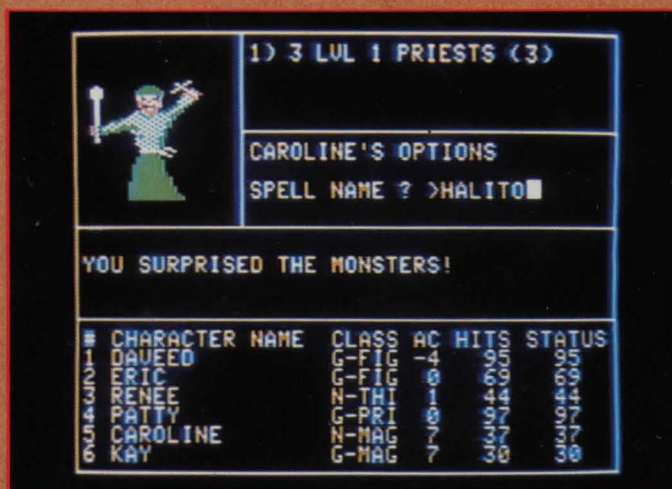 1) 3 LVL 1 PRIESTS (3)
CAROLINE'S OPTIONS
SPELL NAME ? >HALITO
YOU SURPRISED THE MONSTERS!
# CHARACTER NAME CLASS AC HITS STATUS
1 DAVEED G-FIG -4 95 95
2 ERIC G-FIG 0 69 69
3 RENEE N-THI 1 44 44
4 PATTY G-PRI 0 97 97
5 CAROLINE N-MAG 7 37 37
6 KAY G-MAG 7 30 30